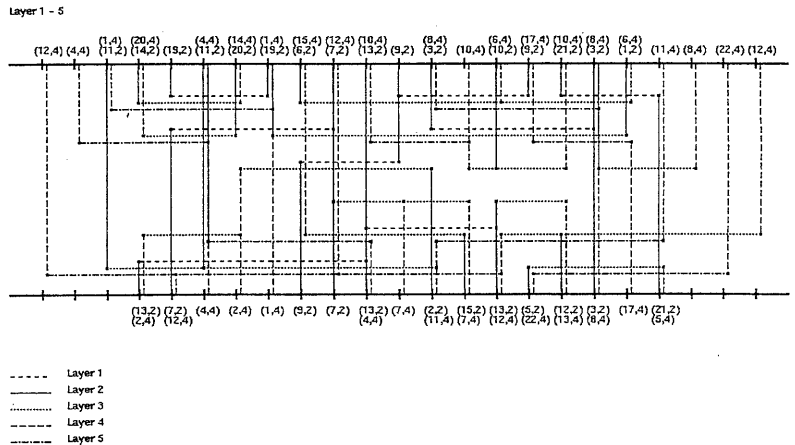 Layer 1 - 5
(1,4) (20,4) (4,4) (14,4) (1,4) (15,4) (12,4) (10,4) (8,4) (6,4) (17,4) (10,4) (8,4) (6,4)
(12,4) (4,4) (11,2) (14,2) (19,2) (11,2) (20,2) (19,2) (6,2) (7,2) (13,2) (9,2) (3,2) (10,4) (10,2) (9,2) (21,2) (3,2) (1,2) (11,4) (8,4) (22,4) (12,4)
(13,2) (7,2) (4,4) (2,4) (1,4) (9,2) (7,2) (13,2) (7,4) (2,2) (15,2) (13,2) (5,2) (12,2) (3,2) (17,4) (21,2)
(2,4) (12,4) (4,4) (11,4) (7,4) (12,4) (22,4) (13,4) (8,4) (5,4)
Layer 1
Layer 2
Layer 3
Layer 4
Layer 5